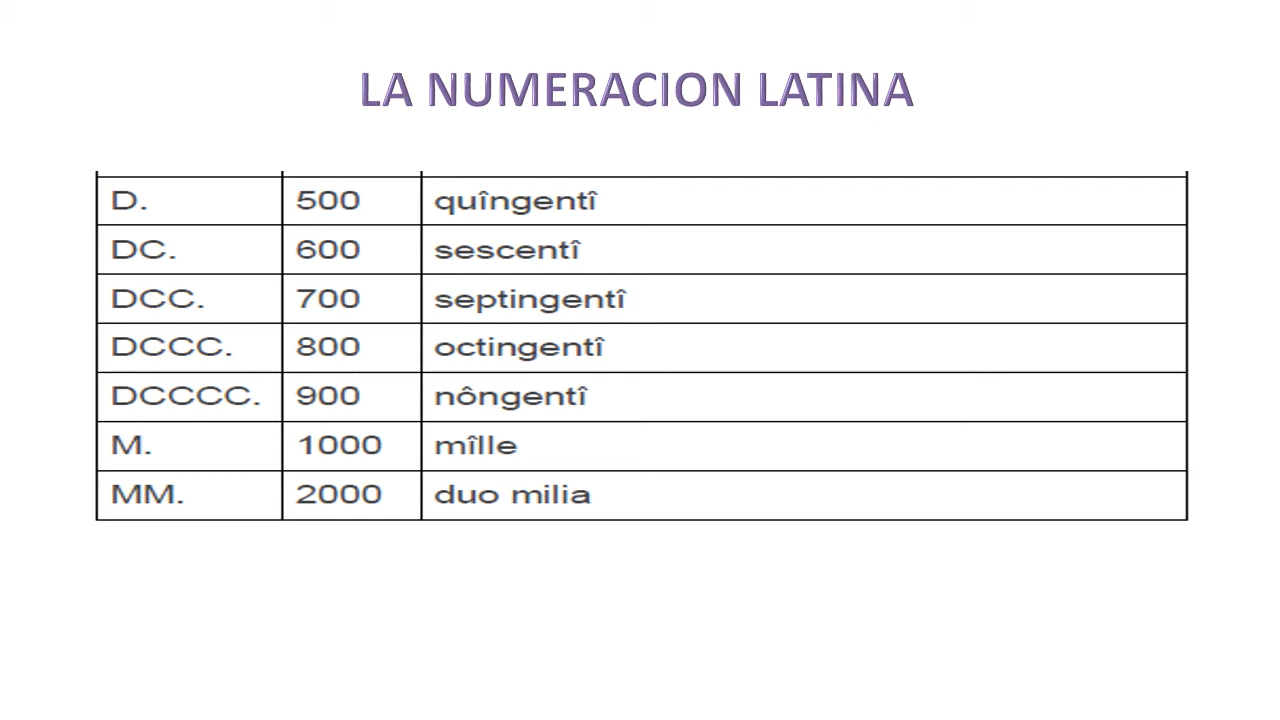 LA NUMERACION LATINA
D. 500 quîngentî
DC. 600 sescentî
DCC. 700 septingentî
DCCC. 800 octingentî
DCCCC. 900 nôngentî
M. 1000 mîlle
MM. 2000 duo milia